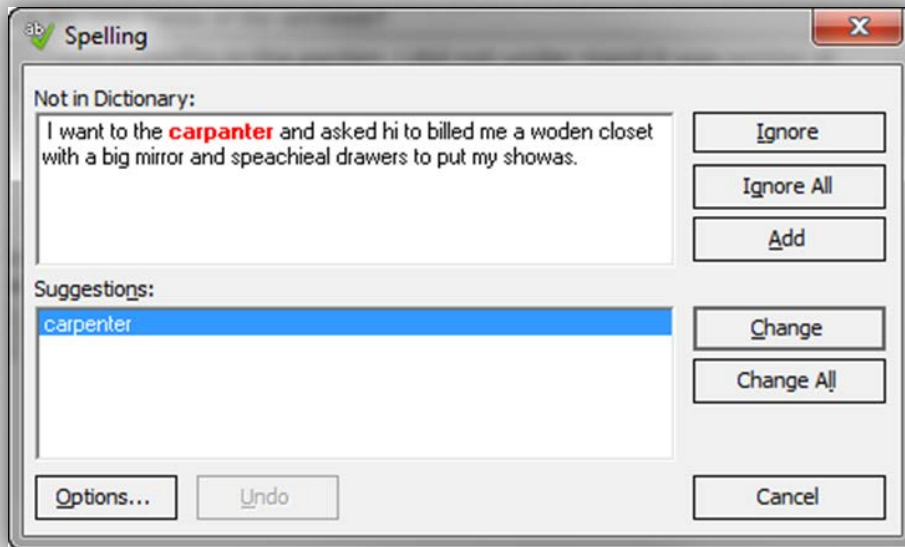 Spelling
Not in Dictionary:
I want to the carpanter and asked hi to billed me a woden closet
with a big mirror and speachieal drawers to put my showas.
Ignore
Ignore All
Add
Suggestions:
carpenter
Change
Change All
Options...
Undo
Cancel